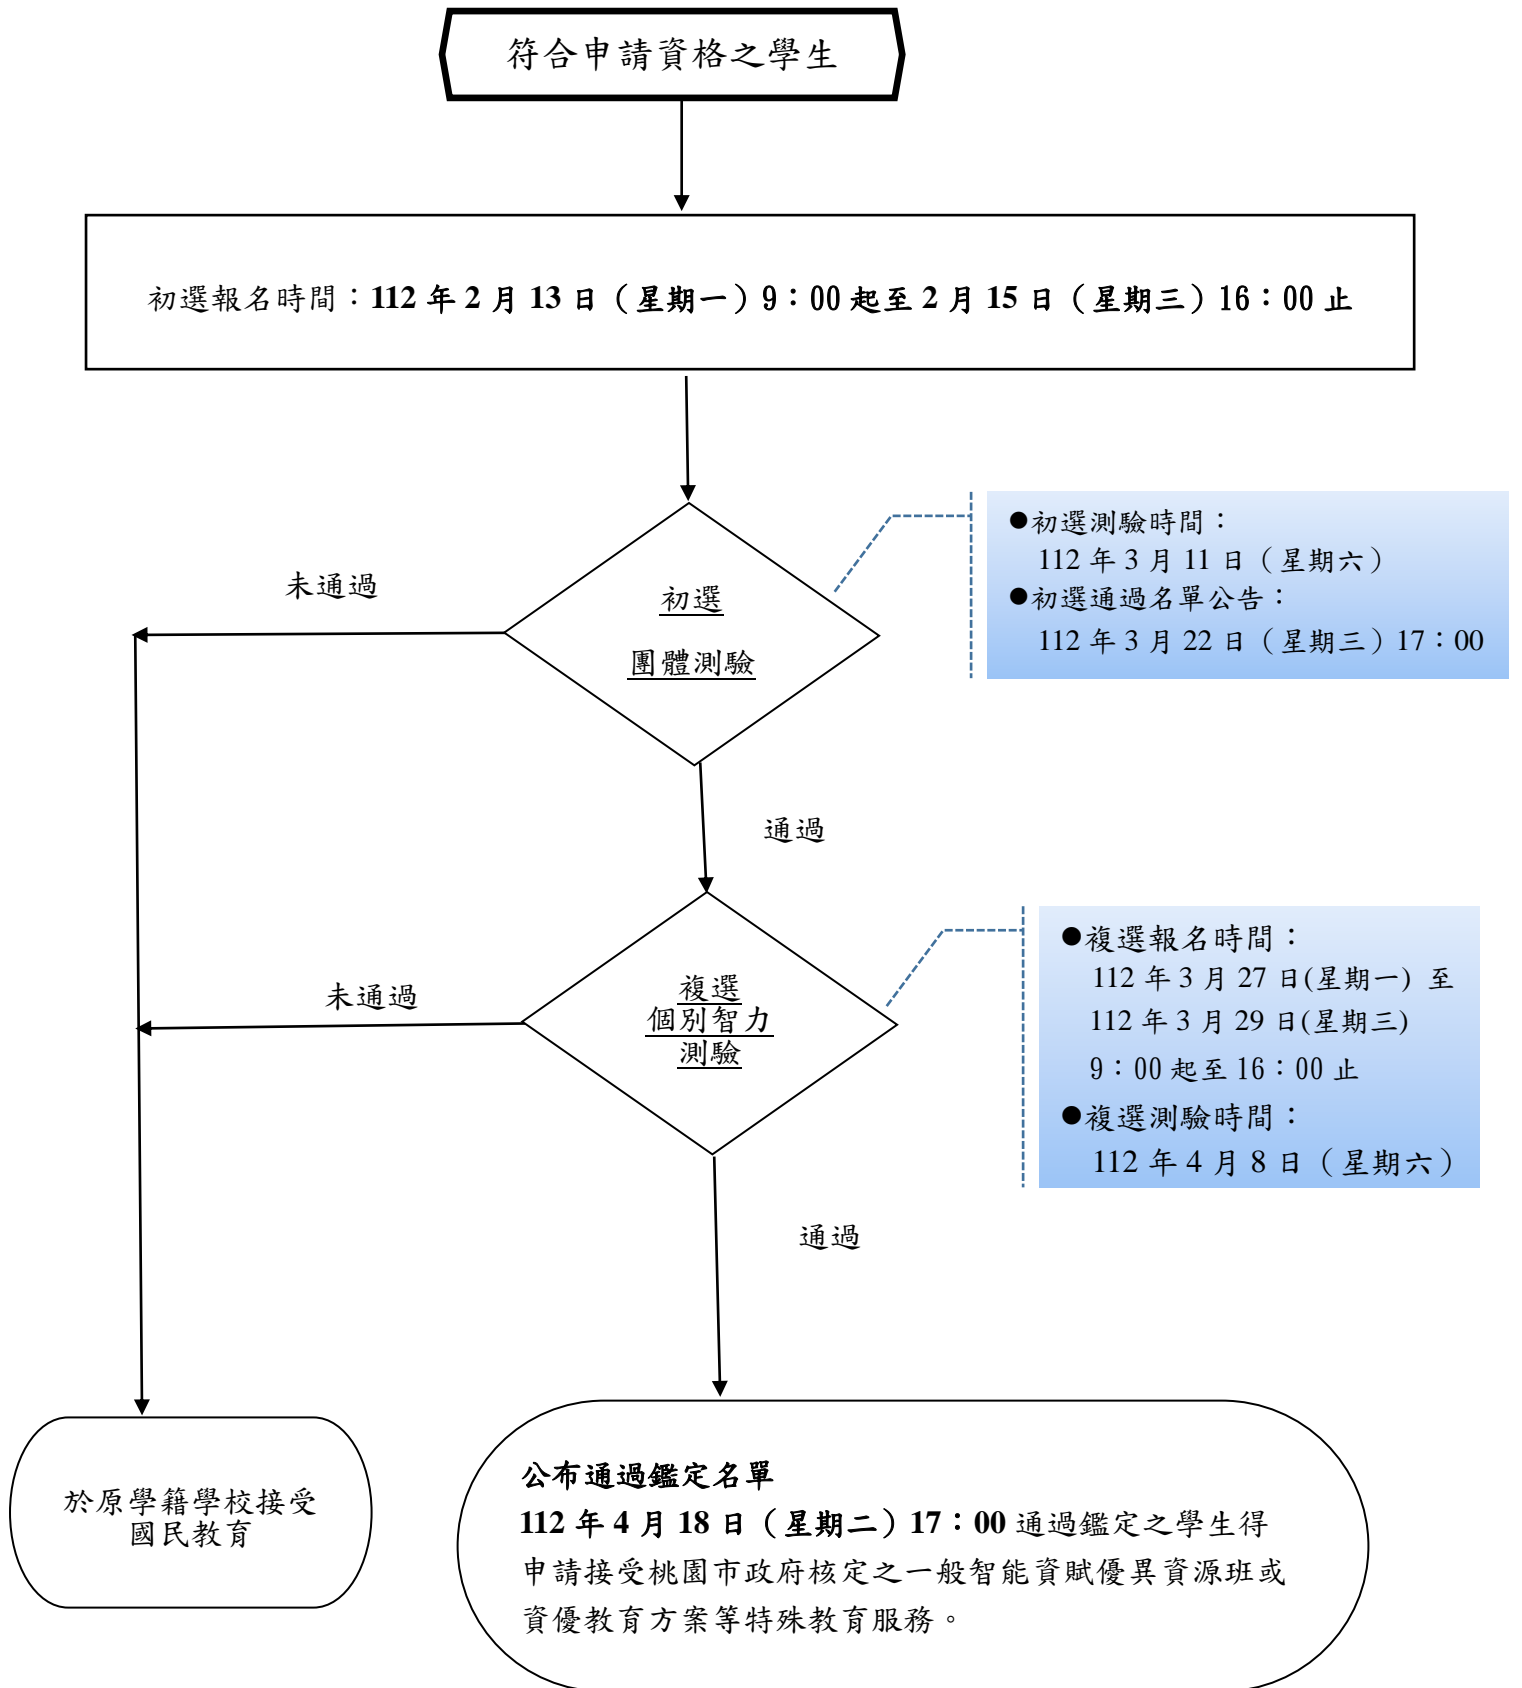 符合申請資格之學生
初選報名時間：112 年 2 月 13 日（星期一）9：00 起至 2 月 15 日（星期三）16：00 止
●初選測驗時間：
112 年 3 月 11 日（星期六）
●初選通過名單公告：
112 年 3 月 22 日（星期三）17：00
未通過
初選
團體測驗
通過
●複選報名時間：
112 年 3 月 27 日(星期一) 至
112 年 3 月 29 日(星期三)
9：00 起至 16：00 止
●複選測驗時間：
112 年 4 月 8 日（星期六）
未通過
複選
個別智力
測驗
通過
於原學籍學校接受
國民教育
公布通過鑑定名單
112 年 4 月 18 日（星期二）17：00 通過鑑定之學生得
申請接受桃園市政府核定之一般智能資賦優異資源班或
資優教育方案等特殊教育服務。